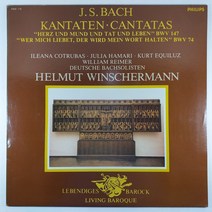 PHILIPS
J.S. BACH
KANTATEN · CANTATAS
"HERZ UND MUND UND TAT UND LEBEN" BWV 147
"WER MICH LIEBET, DER WIRD MEIN WORT HALTEN" BWV 74
ILEANA COTRUBAS · JULIA HAMARI · KURT EQUILUZ
WILLIAM REIMER
DEUTSCHE BACHSOLISTEN
HELMUT WINSCHERMANN
LEBENDIGES BAROCK
LIVING BAROQUE